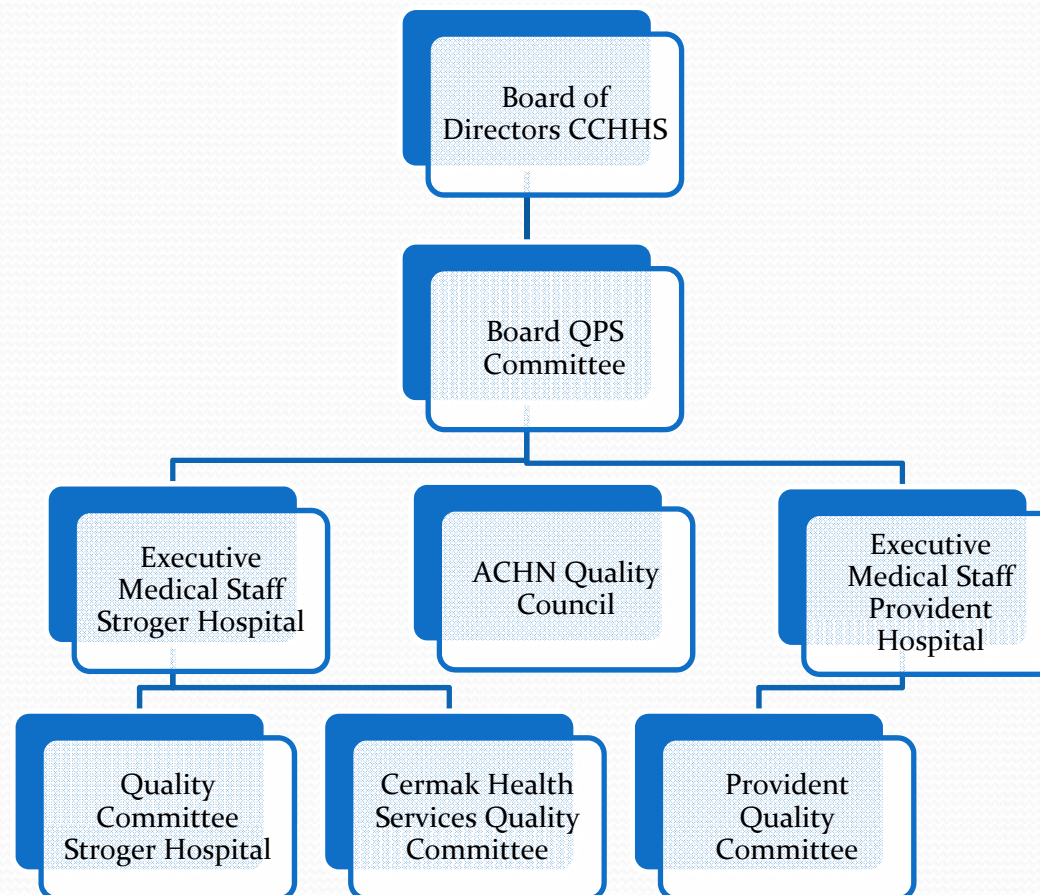 Board of
Directors CCHHS
Board QPS
Committee
Executive
Medical Staff
Stroger Hospital
ACHN Quality
Council
Executive
Medical Staff
Provident
Hospital
Quality
Committee
Stroger Hospital
Cermak Health
Services Quality
Committee
Provident
Quality
Committee